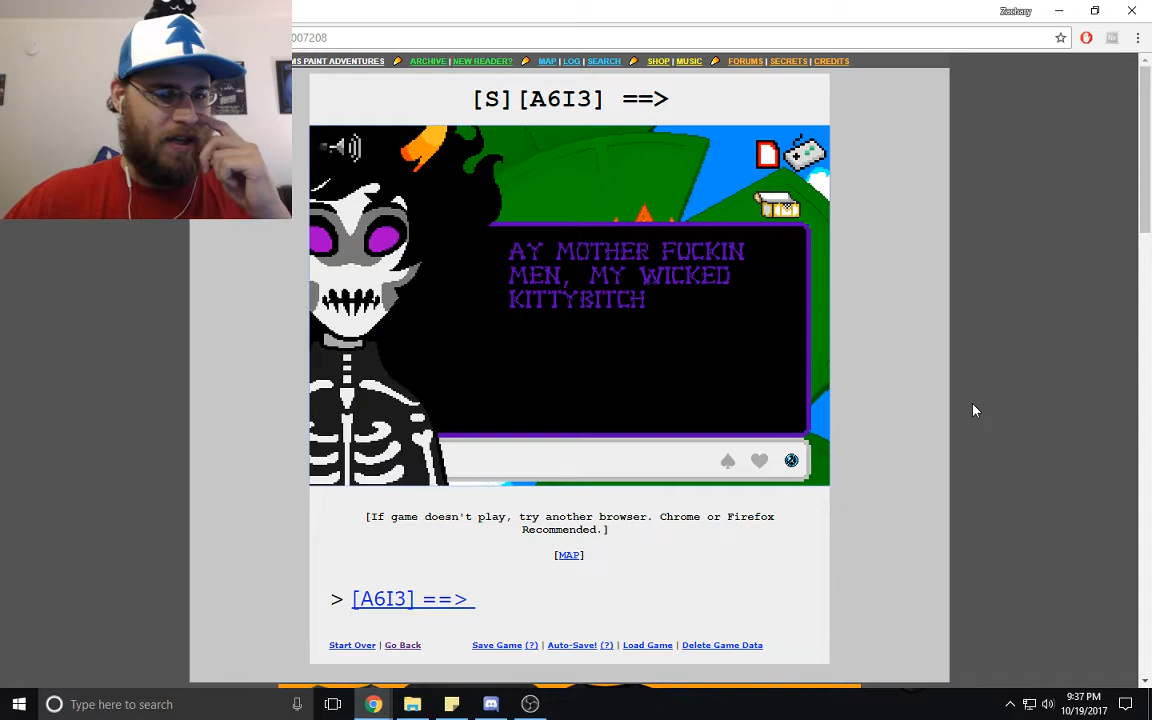 Zachary
007208
MS PAINT ADVENTURES ARCHIVE | NEW READER? MAP | LOG | SEARCH SHOP | MUSIC FORUMS | SECRETS | CREDITS
[S][A6I3] ==>
AY MOTHER FUCKIN
MEN, MY WICKED
KITTYBITCH
[If game doesn't play, try another browser. Chrome or Firefox
Recommended.]
[MAP]
> [A6I3] ==>
Start Over | Go Back Save Game (?) | Auto-Save! (?) | Load Game | Delete Game Data
Type here to search
9:37 PM
10/19/2017